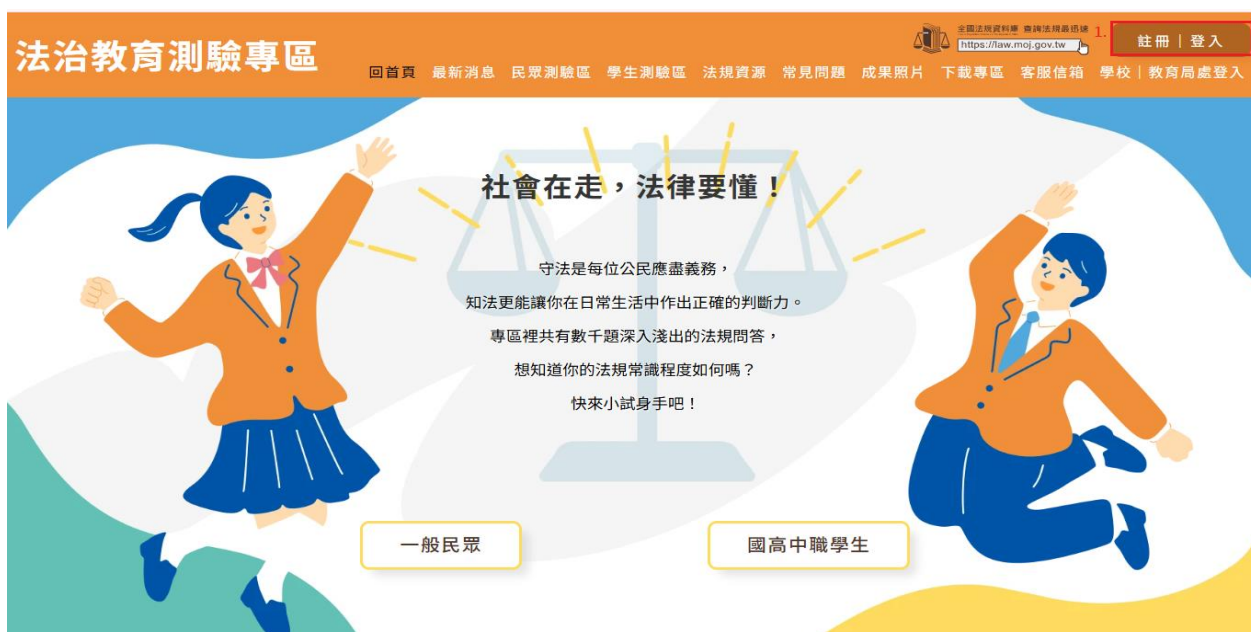 法治教育測驗專區
全國法規資料庫 查詢法規最迅速
https://law.moj.gov.tw
1.
註冊｜登入
回首頁 最新消息 民眾測驗區 學生測驗區 法規資源 常見問題 成果照片 下載專區 客服信箱 學校｜教育局處登入
社會在走，法律要懂！
守法是每位公民應盡義務，
知法更能讓你在日常生活中作出正確的判斷力。
專區裡共有數千題深入淺出的法規問答，
想知道你的法規常識程度如何嗎？
快來小試身手吧！
一般民眾
國高中職學生